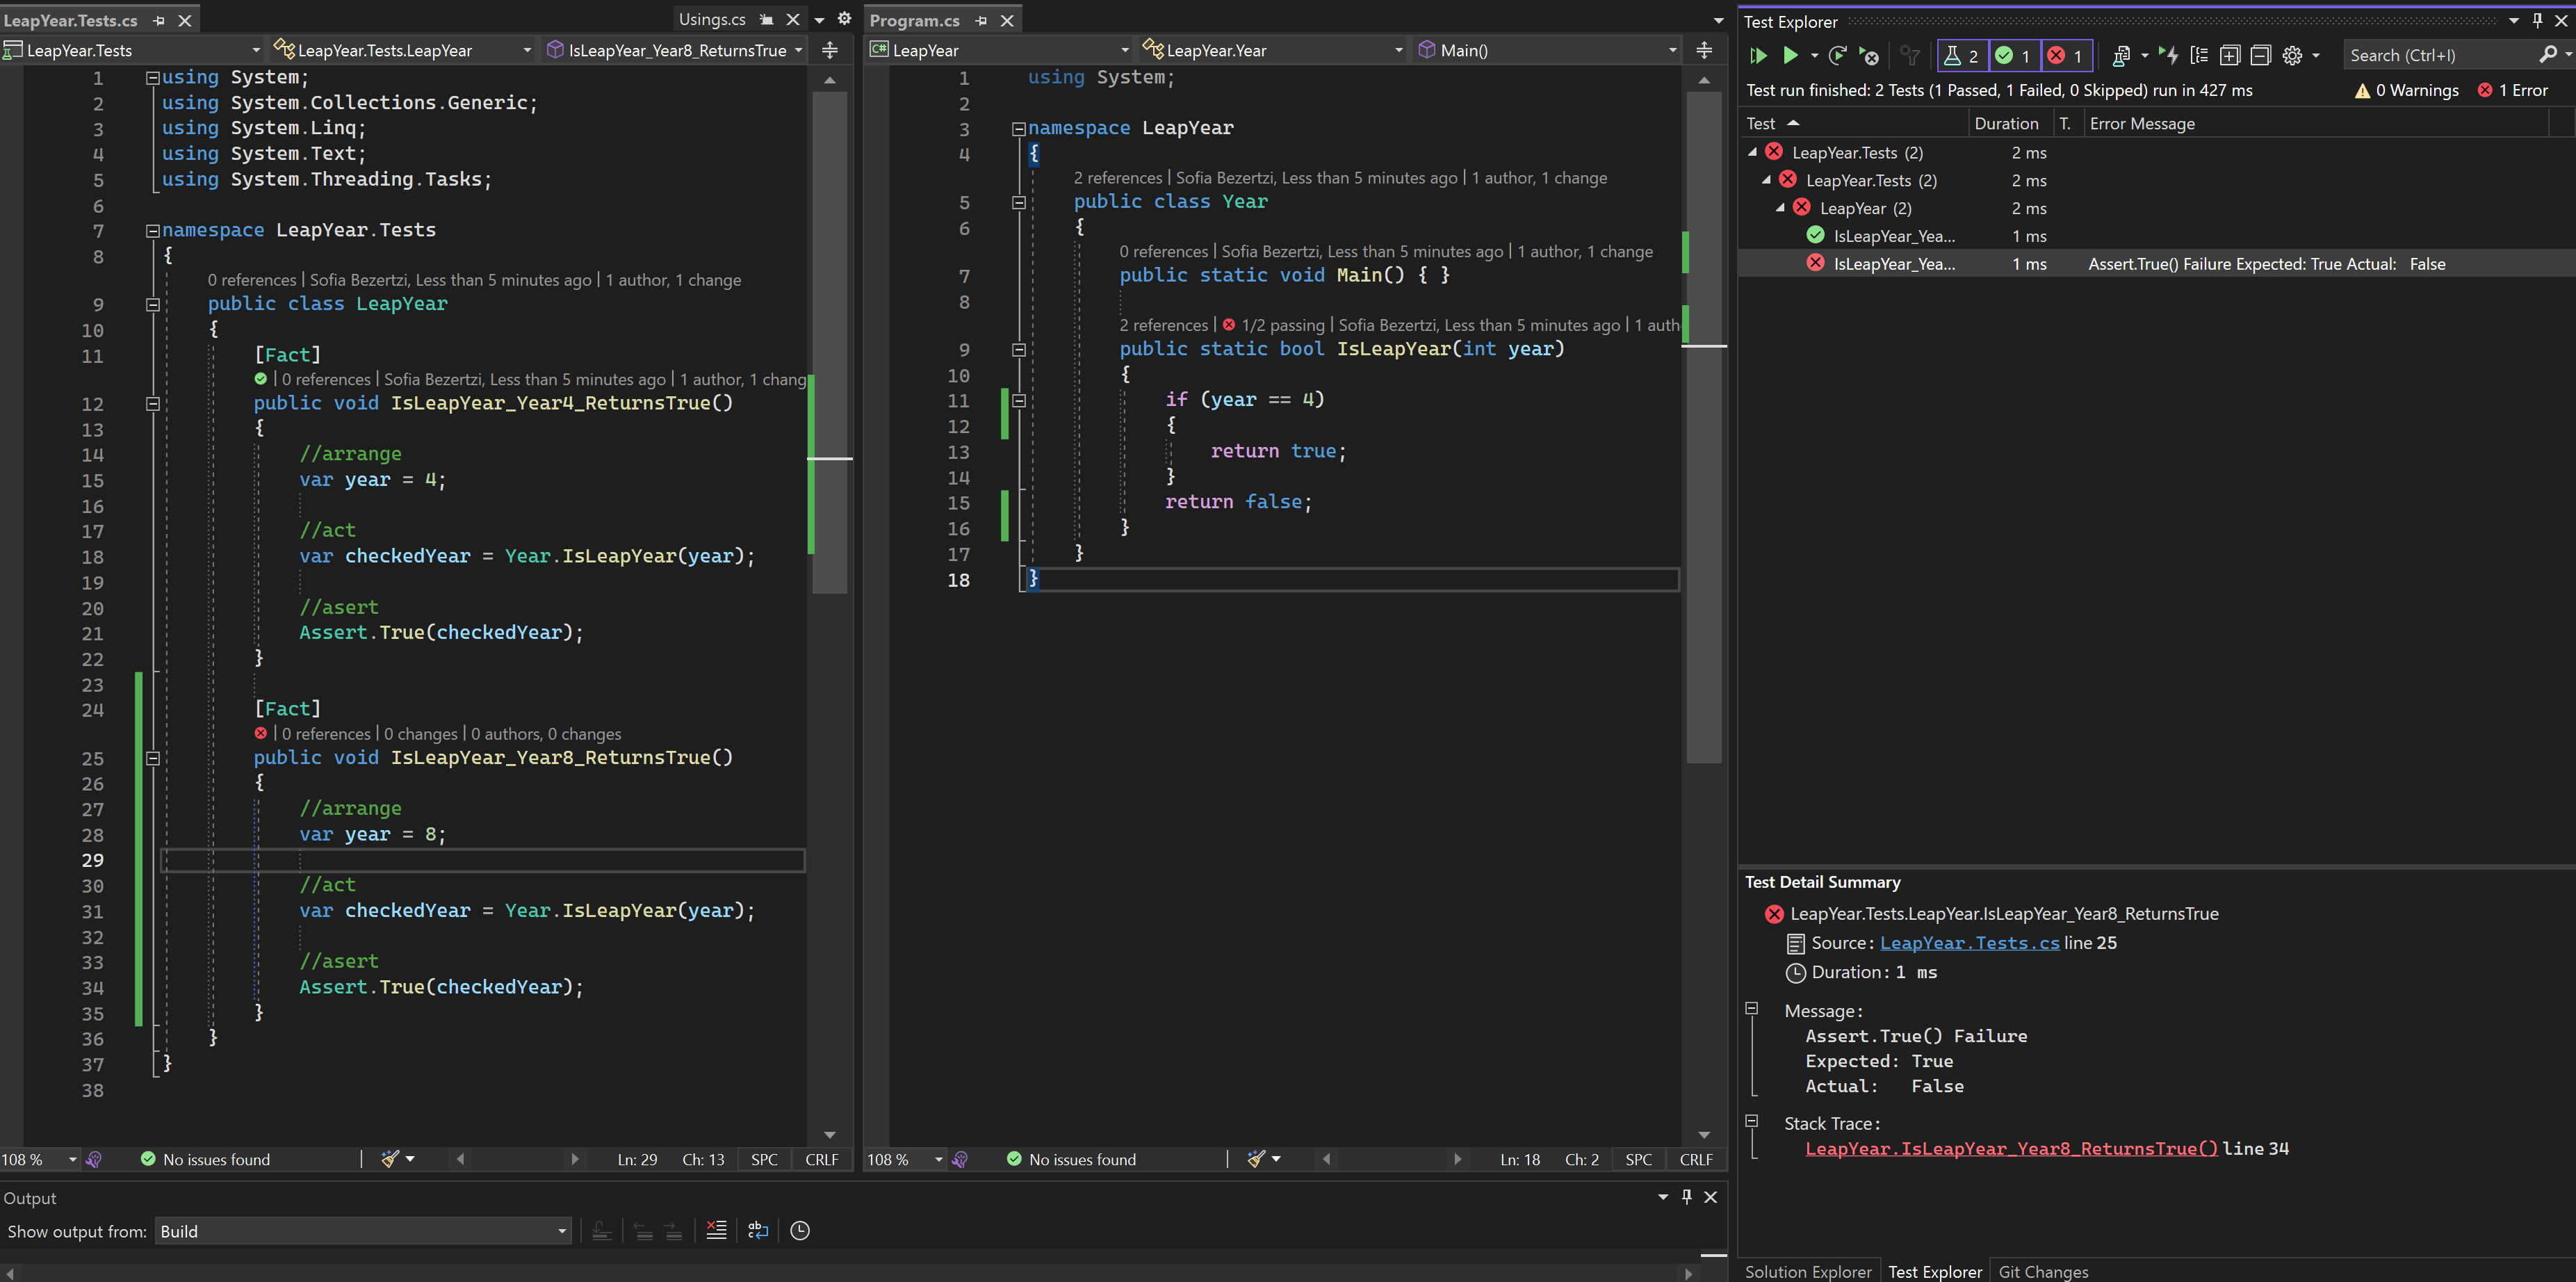 LeapYear.Tests.cs
Usings.cs
LeapYear.Tests
LeapYear.Tests.LeapYear
IsLeapYear_Year8_ReturnsTrue
1 using System;
2 using System.Collections.Generic;
3 using System.Linq;
4 using System.Text;
5 using System.Threading.Tasks;
6
7 namespace LeapYear.Tests
8 {
0 references | Sofia Bezertzi, Less than 5 minutes ago | 1 author, 1 change
9 public class LeapYear
10 {
11 [Fact]
| 0 references | Sofia Bezertzi, Less than 5 minutes ago | 1 author, 1 chang
12 public void IsLeapYear_Year4_ReturnsTrue()
13 {
14 //arrange
15 var year = 4;
16
17 //act
18 var checkedYear = Year.IsLeapYear(year);
19
20 //asert
21 Assert.True(checkedYear);
22 }
23
24 [Fact]
| 0 references | 0 changes | 0 authors, 0 changes
25 public void IsLeapYear_Year8_ReturnsTrue()
26 {
27 //arrange
28 var year = 8;
29
30 //act
31 var checkedYear = Year.IsLeapYear(year);
32
33 //asert
34 Assert.True(checkedYear);
35 }
36 }
37 }
38
108 %
No issues found
Ln: 29 Ch: 13 SPC CRLF
Program.cs
C# LeapYear
LeapYear.Year
Main()
1 using System;
2
3 namespace LeapYear
4 {
2 references | Sofia Bezertzi, Less than 5 minutes ago | 1 author, 1 change
5 public class Year
6 {
0 references | Sofia Bezertzi, Less than 5 minutes ago | 1 author, 1 change
7 public static void Main() { }
8
2 references | 1/2 passing | Sofia Bezertzi, Less than 5 minutes ago | 1 auth
9 public static bool IsLeapYear(int year)
10 {
11 if (year == 4)
12 {
13 return true;
14 }
15 return false;
16 }
17 }
18 }
108 %
No issues found
Ln: 18 Ch: 2 SPC CRLF
Output
Show output from: Build
Test Explorer
2 1 1
Search (Ctrl+I)
Test run finished: 2 Tests (1 Passed, 1 Failed, 0 Skipped) run in 427 ms
0 Warnings 1 Error
Test Duration T. Error Message
LeapYear.Tests (2) 2 ms
LeapYear.Tests (2) 2 ms
LeapYear (2) 2 ms
IsLeapYear_Yea... 1 ms
IsLeapYear_Yea... 1 ms Assert.True() Failure Expected: True Actual: False
Test Detail Summary
LeapYear.Tests.LeapYear.IsLeapYear_Year8_ReturnsTrue
Source: LeapYear.Tests.cs line 25
Duration: 1 ms
Message:
Assert.True() Failure
Expected: True
Actual: False
Stack Trace:
LeapYear.IsLeapYear_Year8_ReturnsTrue() line 34
Solution Explorer Test Explorer Git Changes